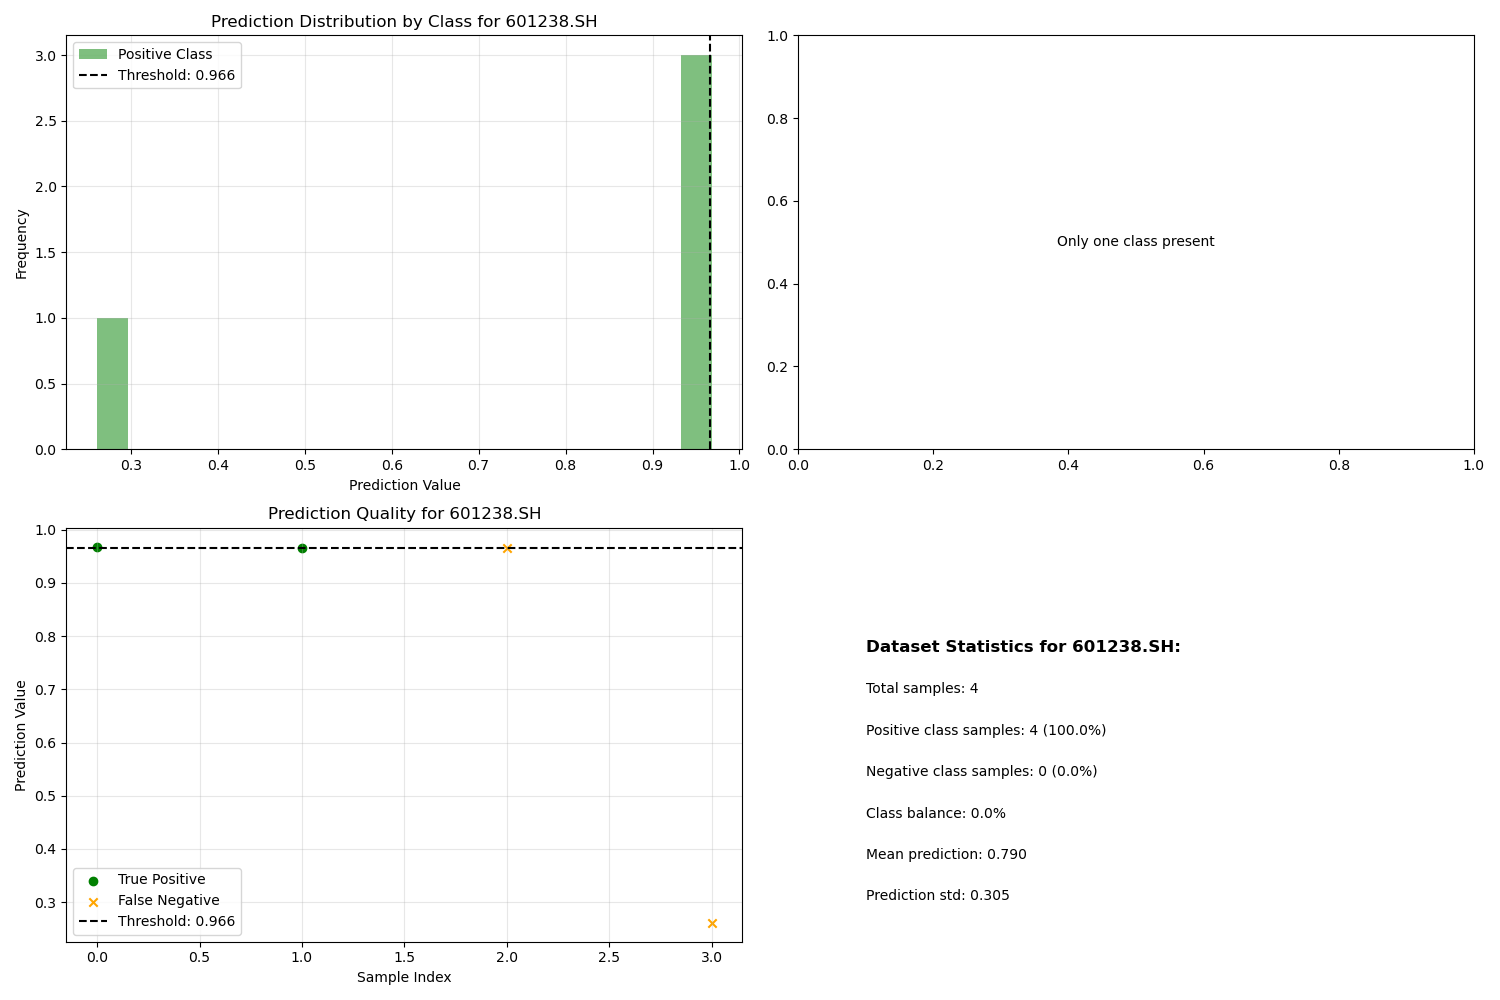 Prediction Distribution by Class for 601238.SH
Positive Class
Threshold: 0.966
3.0
2.5
2.0
1.5
1.0
0.5
0.0
Frequency
0.3 0.4 0.5 0.6 0.7 0.8 0.9 1.0
Prediction Value
1.0
0.8
0.6
0.4
0.2
0.0
Only one class present
0.0 0.2 0.4 0.6 0.8 1.0
Prediction Quality for 601238.SH
1.0
0.9
0.8
0.7
0.6
0.5
0.4
0.3
Prediction Value
True Positive
False Negative
Threshold: 0.966
0.0 0.5 1.0 1.5 2.0 2.5 3.0
Sample Index
Dataset Statistics for 601238.SH:
Total samples: 4
Positive class samples: 4 (100.0%)
Negative class samples: 0 (0.0%)
Class balance: 0.0%
Mean prediction: 0.790
Prediction std: 0.305